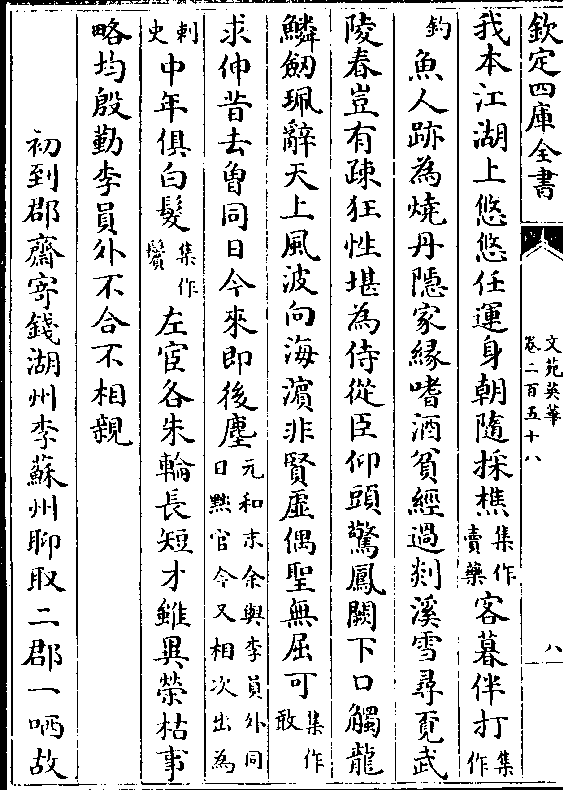 欽定四庫全書
文苑英華
卷二百五十八
八
我本江湖上悠悠任運身朝隨採樵集作賣藥客暮伴打集作
釣魚人跡為燒丹隱家緣嗜酒貧經過剡溪雪尋覓武
陵春豈有疎狂性堪為侍從臣仰頭驚鳳闕下口觸龍
鱗劒珮辭天上風波向海濵非賢虛偶聖無屈可集作敢
求伸昔去曾同日今來即後塵元和末余與李員外同日黜官今又相次出為
刺史中年俱白髮集作鬢左宦各朱輪長短才雖異榮枯事
略均殷勤李員外不合不相親
初到郡齋寄錢湖州李蘇州聊取二郡一哂故